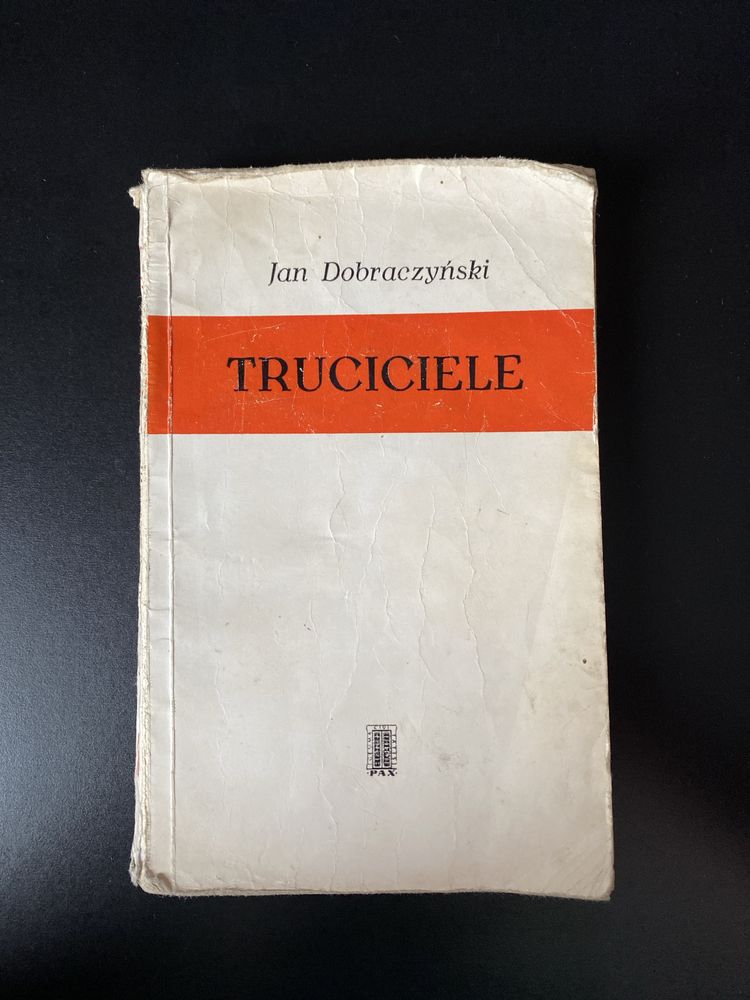 Jan Dobraczyński
TRUCICIELE
PAX